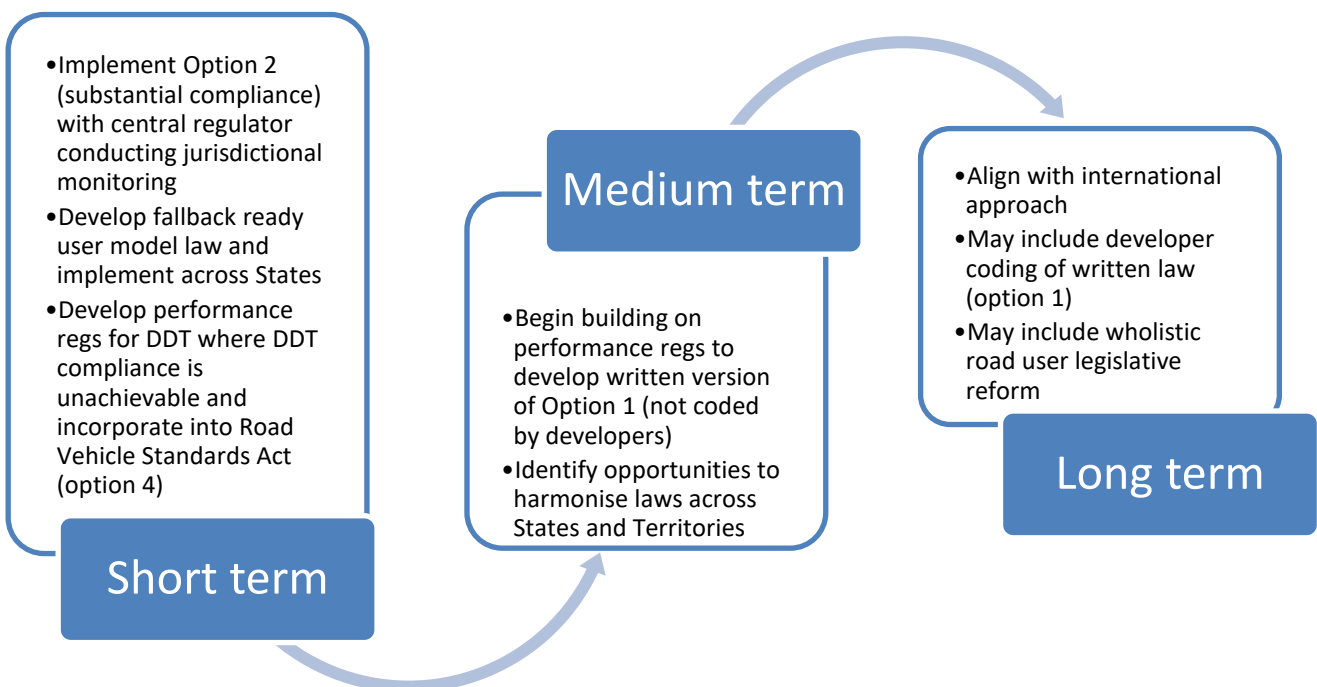 •Implement Option 2
(substantial compliance)
with central regulator
conducting jurisdictional
monitoring
•Develop fallback ready
user model law and
implement across States
•Develop performance
regs for DDT where DDT
compliance is
unachievable and
incorporate into Road
Vehicle Standards Act
(option 4)
Short term
Medium term
•Begin building on
performance regs to
develop written version
of Option 1 (not coded
by developers)
•Identify opportunities to
harmonise laws across
States and Territories
•Align with international
approach
•May include developer
coding of written law
(option 1)
•May include wholistic
road user legislative
reform
Long term